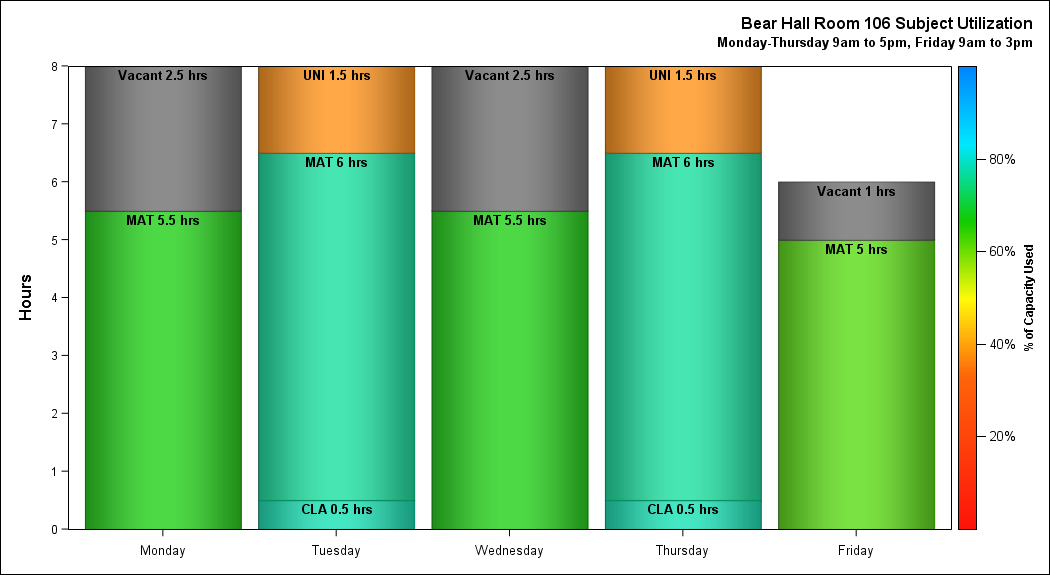 Bear Hall Room 106 Subject Utilization
Monday-Thursday 9am to 5pm, Friday 9am to 3pm
Hours
8
7
6
5
4
3
2
1
0
Vacant 2.5 hrs
MAT 5.5 hrs
UNI 1.5 hrs
MAT 6 hrs
CLA 0.5 hrs
Vacant 2.5 hrs
MAT 5.5 hrs
UNI 1.5 hrs
MAT 6 hrs
CLA 0.5 hrs
Vacant 1 hrs
MAT 5 hrs
Monday Tuesday Wednesday Thursday Friday
80%
60%
40%
20%
% of Capacity Used